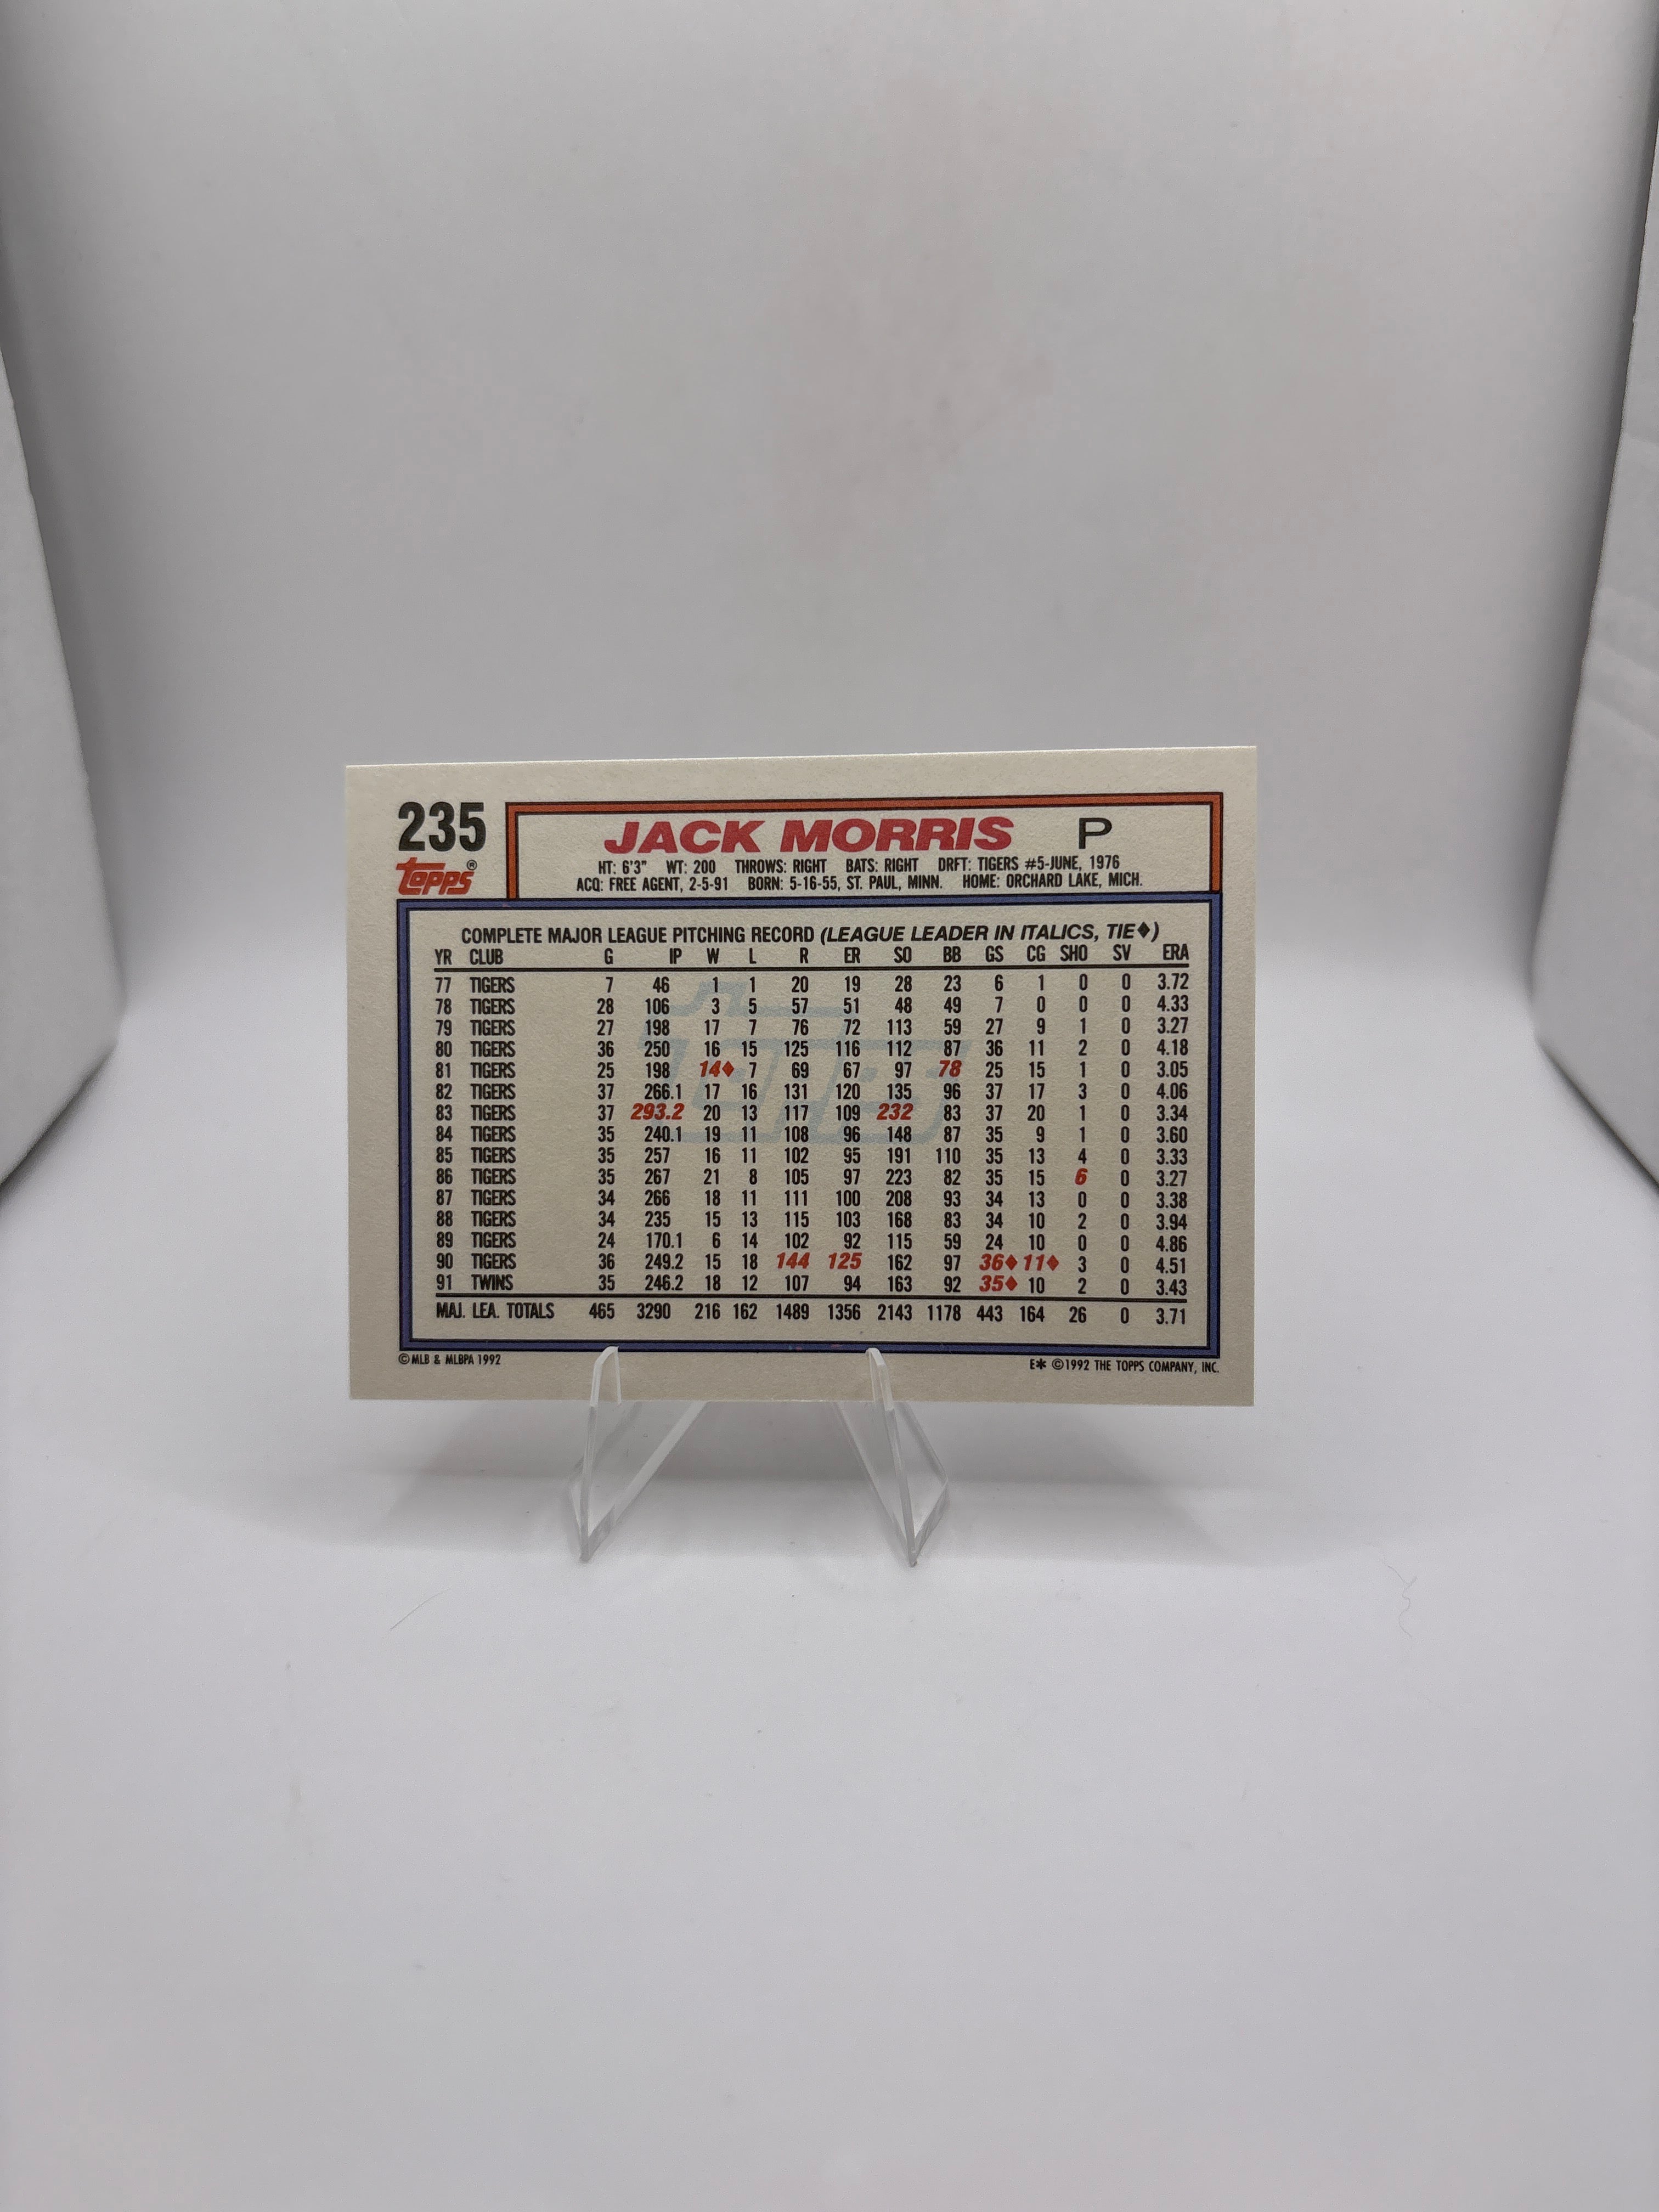 235 JACK MORRIS P
Topps®
HT: 6'3" WT: 200 THROWS: RIGHT BATS: RIGHT DRFT: TIGERS #5-JUNE, 1976
ACQ: FREE AGENT, 2-5-91 BORN: 5-16-55, ST. PAUL, MINN. HOME: ORCHARD LAKE, MICH.
COMPLETE MAJOR LEAGUE PITCHING RECORD (LEAGUE LEADER IN ITALICS, TIE♦)
YR CLUB G IP W L R ER SO BB GS CG SHO SV ERA
77 TIGERS 7 46 1 1 20 19 28 23 6 1 0 0 3.72
78 TIGERS 28 106 3 5 57 51 48 49 7 0 0 0 4.33
79 TIGERS 27 198 17 7 76 72 113 59 27 9 1 0 3.27
80 TIGERS 36 250 16 15 125 116 112 87 36 11 2 0 4.18
81 TIGERS 25 198 14♦ 7 69 67 97 78 25 15 1 0 3.05
82 TIGERS 37 266.1 17 16 131 120 135 96 37 17 3 0 4.06
83 TIGERS 37 293.2 20 13 117 109 232 83 37 20 1 0 3.34
84 TIGERS 35 240.1 19 11 108 96 148 87 35 9 1 0 3.60
85 TIGERS 35 257 16 11 102 95 191 110 35 13 4 0 3.33
86 TIGERS 35 267 21 8 105 97 223 82 35 15 6 0 3.27
87 TIGERS 34 266 18 11 111 100 208 93 34 13 0 0 3.38
88 TIGERS 34 235 15 13 115 103 168 83 34 10 2 0 3.94
89 TIGERS 24 170.1 6 14 102 92 115 59 24 10 0 0 4.86
90 TIGERS 36 249.2 15 18 144 125 162 97 36♦ 11♦ 3 0 4.51
91 TWINS 35 246.2 18 12 107 94 163 92 35♦ 10 2 0 3.43
MAJ. LEA. TOTALS 465 3290 216 162 1489 1356 2143 1178 443 164 26 0 3.71
© MLB & MLBPA 1992 E✱ ©1992 THE TOPPS COMPANY, INC.